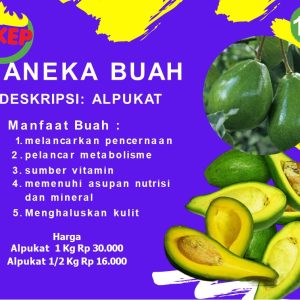 KEP
ANEKA BUAH
DESKRIPSI: ALPUKAT
Manfaat Buah :
1. melancarkan pencernaan
2. pelancar metabolisme
3. sumber vitamin
4. memenuhi asupan nutrisi
dan mineral
5. Menghaluskan kulit
Harga
Alpukat 1 Kg Rp 30.000
Alpukat 1/2 Kg Rp 16.000